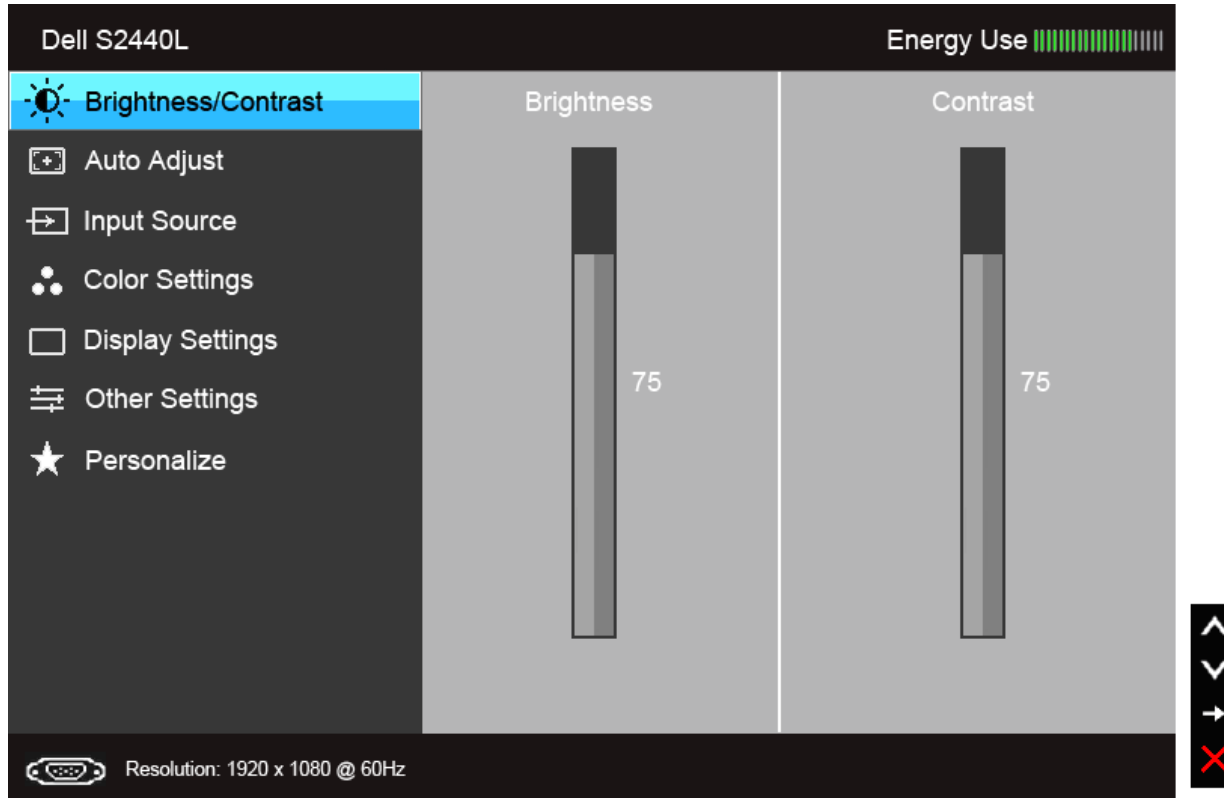 Dell S2440L
Energy Use
Brightness/Contrast
Brightness
Contrast
Auto Adjust
Input Source
Color Settings
Display Settings
75
75
Other Settings
Personalize
Resolution: 1920 x 1080 @ 60Hz